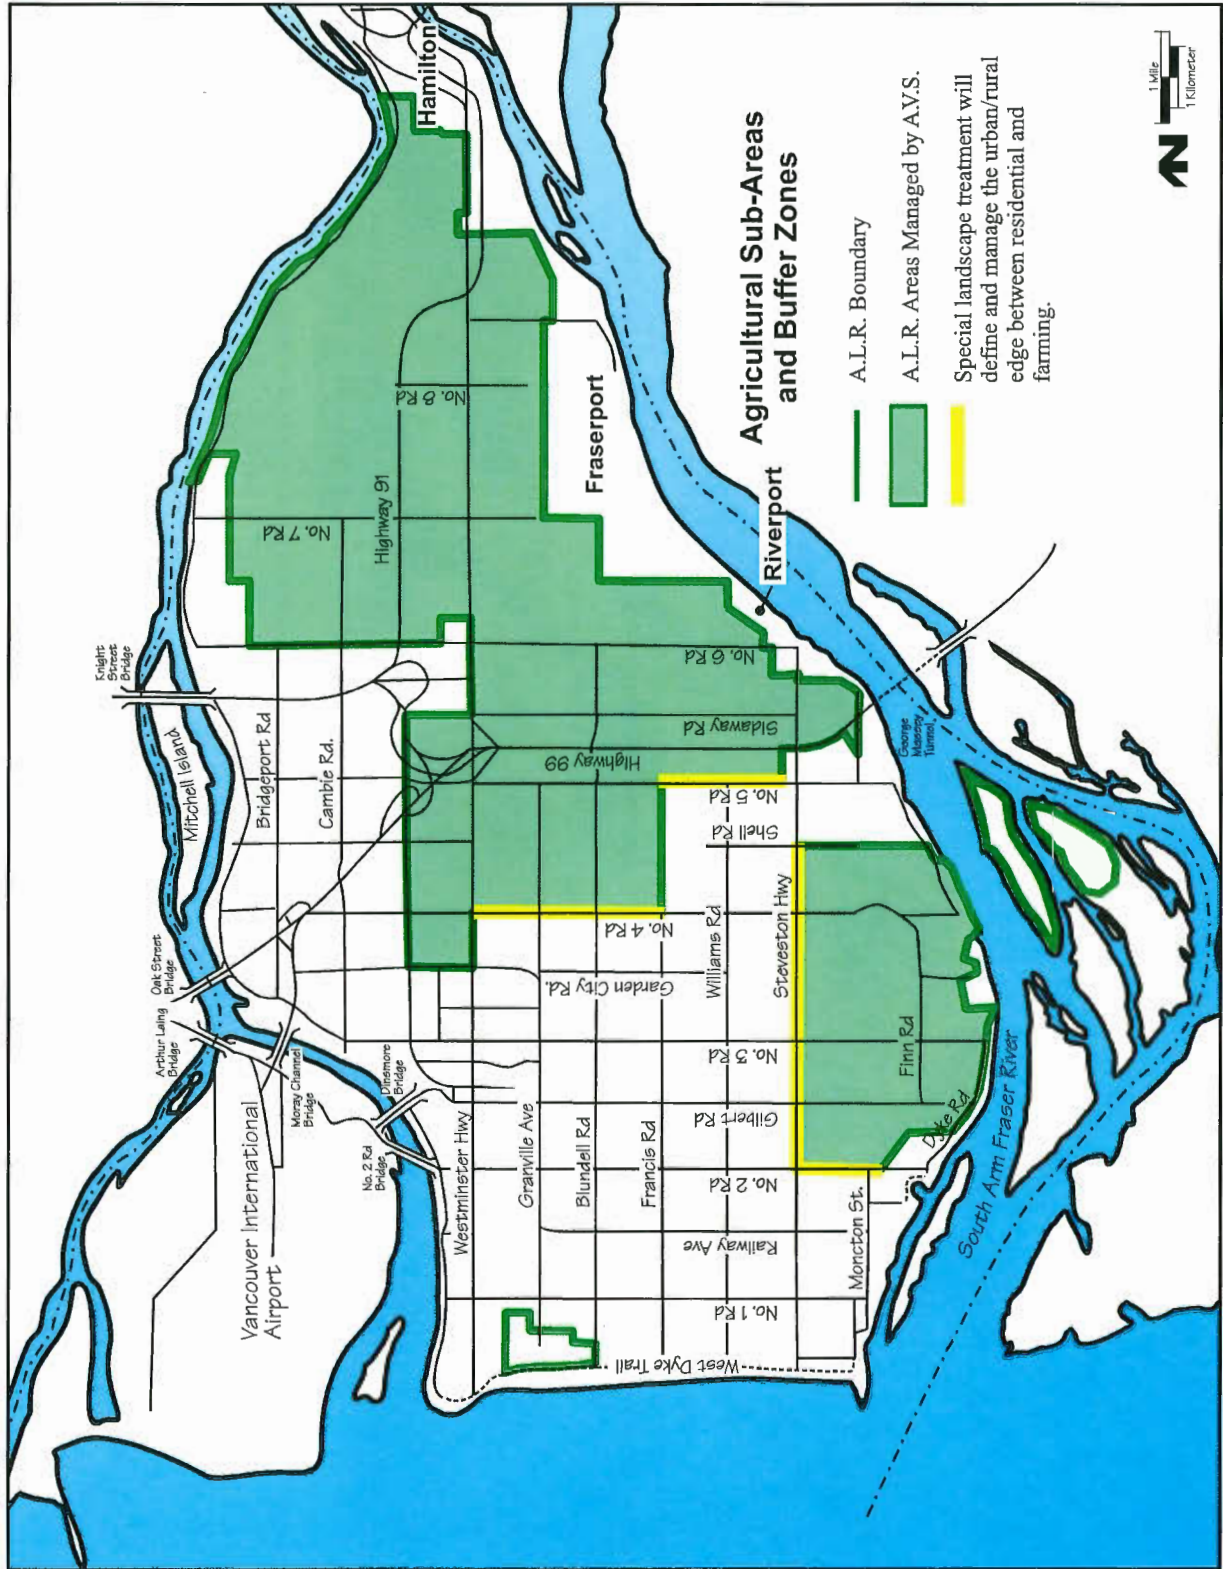 Hamilton
Knight
Street
Bridge
Mitchell Island
Bridgeport Rd
Cambie Rd.
No. 7 Rd
Highway 91
No. 8 Rd
Fraserport
Oak Street
Bridge
Arthur Laing
Bridge
Moray Channel
Bridge
Dinsmore
Bridge
No. 2 Rd
Bridge
Vancouver International
Airport
Westminster Hwy
Granville Ave
Blundell Rd
Francis Rd
Williams Rd
Steveston Hwy
Finn Rd
Moncton St.
Dyke Rd
No. 6 Rd
Sidaway Rd
Highway 99
No. 5 Rd
Shell Rd
No. 4 Rd
Garden City Rd.
No. 3 Rd
Gilbert Rd
No. 2 Rd
Railway Ave
No. 1 Rd
West Dyke Trail
Riverport
George
Massey
Tunnel
South Arm Fraser River
Agricultural Sub-Areas
and Buffer Zones
A.L.R. Boundary
A.L.R. Areas Managed by A.V.S.
Special landscape treatment will
define and manage the urban/rural
edge between residential and
farming.
N
1 Mile
1 Kilometer